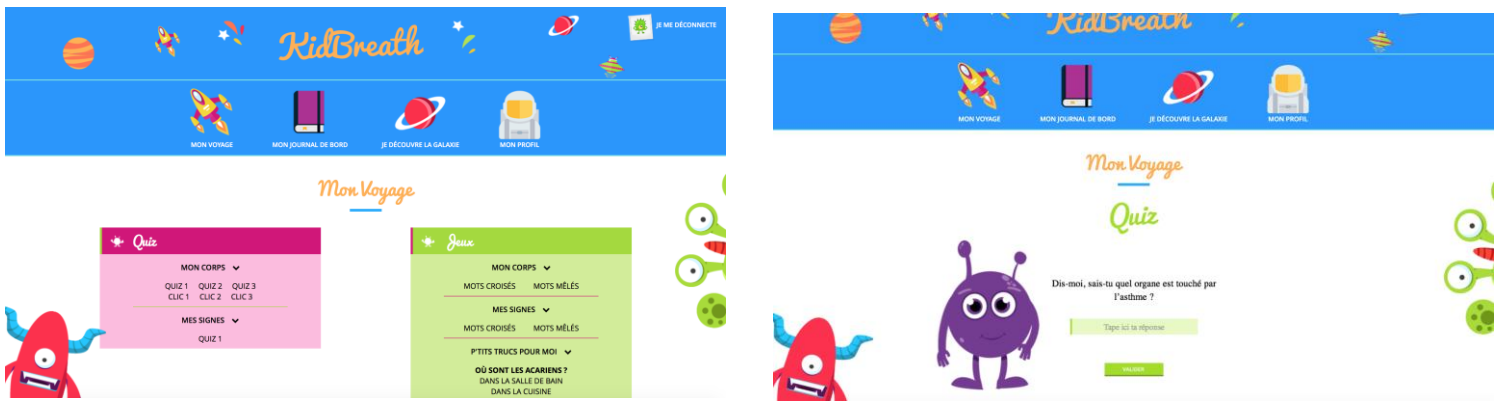 KidBreath
JE ME DÉCONNECTE
MON VOYAGE
MON JOURNAL DE BORD
JE DÉCOUVRE LA GALAXIE
MON PROFIL
Mon Voyage
Quiz
MON CORPS
QUIZ 1 QUIZ 2 QUIZ 3
CLIC 1 CLIC 2 CLIC 3
MES SIGNES
QUIZ 1
Jeux
MON CORPS
MOTS CROISÉS MOTS MÊLÉS
MES SIGNES
MOTS CROISÉS MOTS MÊLÉS
P'TITS TRUCS POUR MOI
OÙ SONT LES ACARIENS ?
DANS LA SALLE DE BAIN
DANS LA CUISINE
KidBreath
MON VOYAGE
MON JOURNAL DE BORD
JE DÉCOUVRE LA GALAXIE
MON PROFIL
Mon Voyage
Quiz
Dis-moi, sais-tu quel organe est touché par
l'asthme ?
Tape ici ta réponse
VALIDER